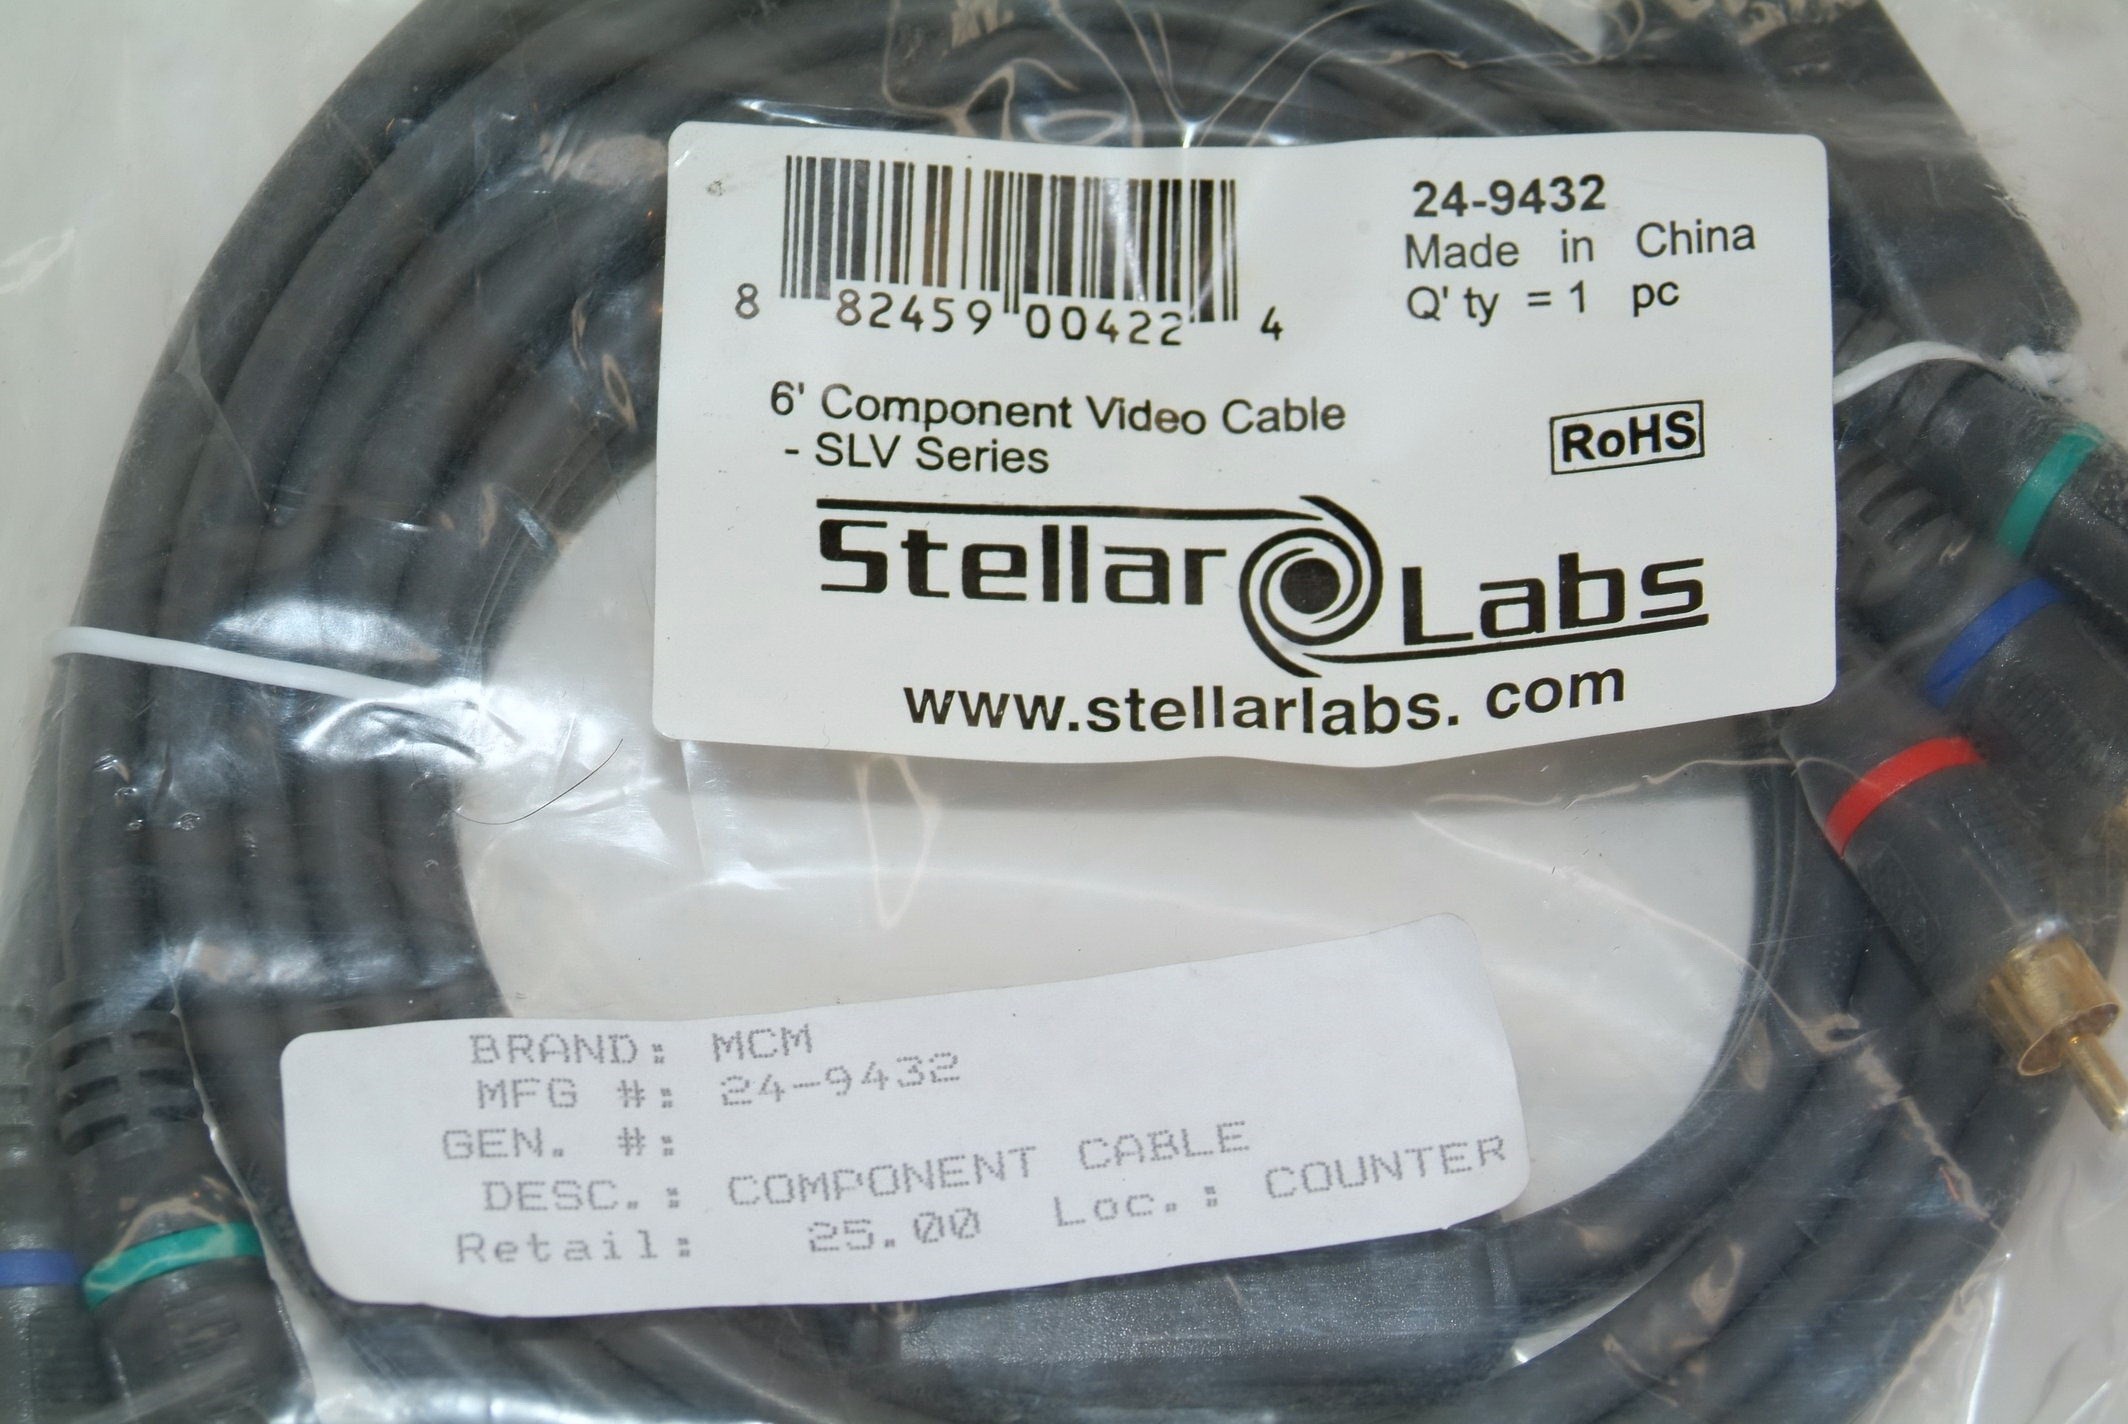 24-9432
Made in China
Q'ty = 1 pc
8 82459 00422 4
6' Component Video Cable
- SLV Series
RoHS
Stellar Labs
www.stellarlabs. com
BRAND: MCM
MFG #: 24-9432
GEN. #:
DESC.: COMPONENT CABLE
Retail: 25.00 Loc.: COUNTER